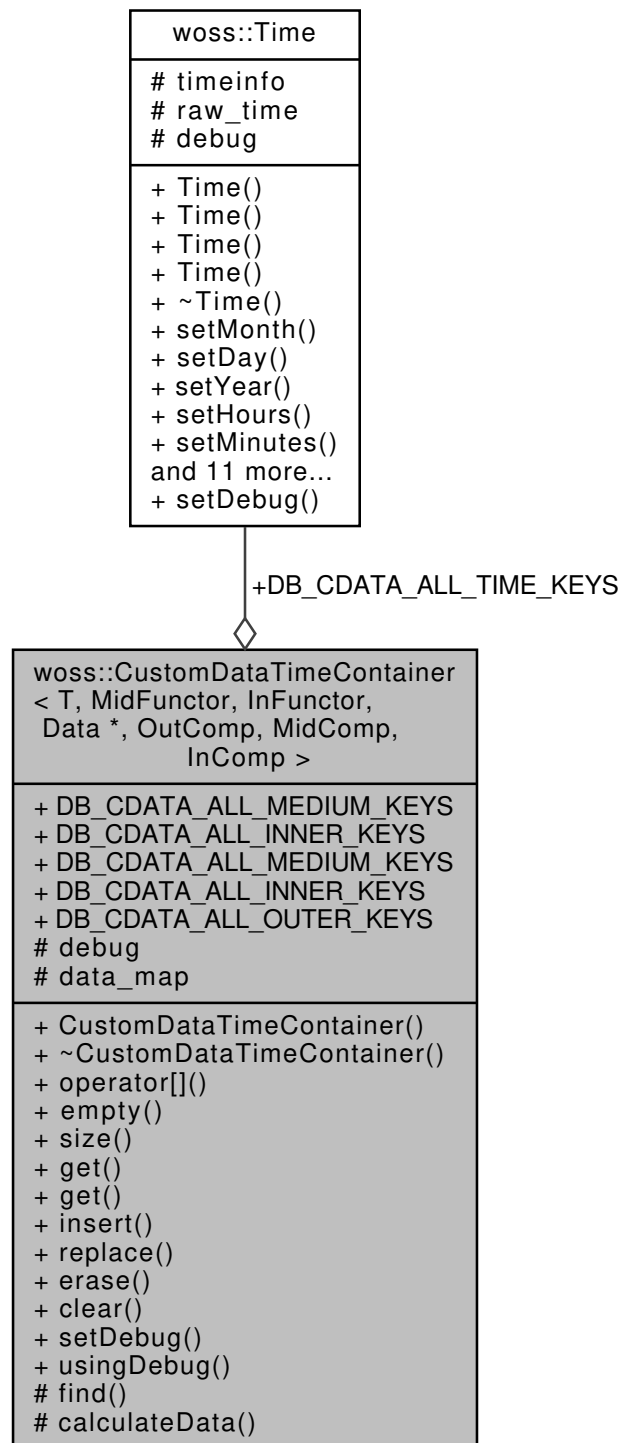 woss::Time
# timeinfo
# raw_time
# debug
+ Time()
+ Time()
+ Time()
+ Time()
+ ~Time()
+ setMonth()
+ setDay()
+ setYear()
+ setHours()
+ setMinutes()
and 11 more...
+ setDebug()
+DB_CDATA_ALL_TIME_KEYS
woss::CustomDataTimeContainer
< T, MidFunctor, InFunctor,
Data *, OutComp, MidComp,
InComp >
+ DB_CDATA_ALL_MEDIUM_KEYS
+ DB_CDATA_ALL_INNER_KEYS
+ DB_CDATA_ALL_MEDIUM_KEYS
+ DB_CDATA_ALL_INNER_KEYS
+ DB_CDATA_ALL_OUTER_KEYS
# debug
# data_map
+ CustomDataTimeContainer()
+ ~CustomDataTimeContainer()
+ operator[]()
+ empty()
+ size()
+ get()
+ get()
+ insert()
+ replace()
+ erase()
+ clear()
+ setDebug()
+ usingDebug()
# find()
# calculateData()